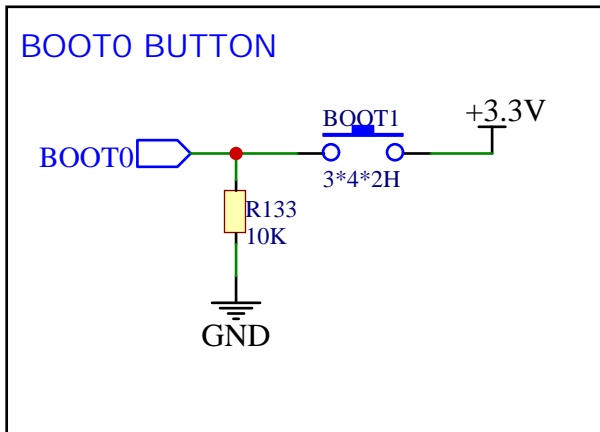 BOOT0 BUTTON
BOOT1
+3.3V
BOOT0
3*4*2H
R133
10K
GND